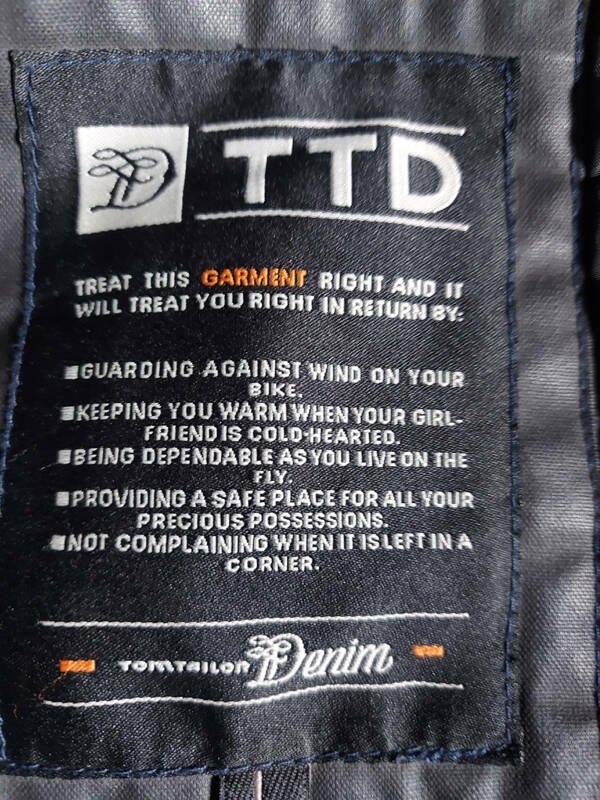 TTD
TREAT THIS GARMENT RIGHT AND IT
WILL TREAT YOU RIGHT IN RETURN BY:
■GUARDING AGAINST WIND ON YOUR
BIKE.
■KEEPING YOU WARM WHEN YOUR GIRL-
FRIEND IS COLD-HEARTED.
■BEING DEPENDABLE AS YOU LIVE ON THE
FLY.
■PROVIDING A SAFE PLACE FOR ALL YOUR
PRECIOUS POSSESSIONS.
■NOT COMPLAINING WHEN IT IS LEFT IN A
CORNER.
TOM TAILOR Denim